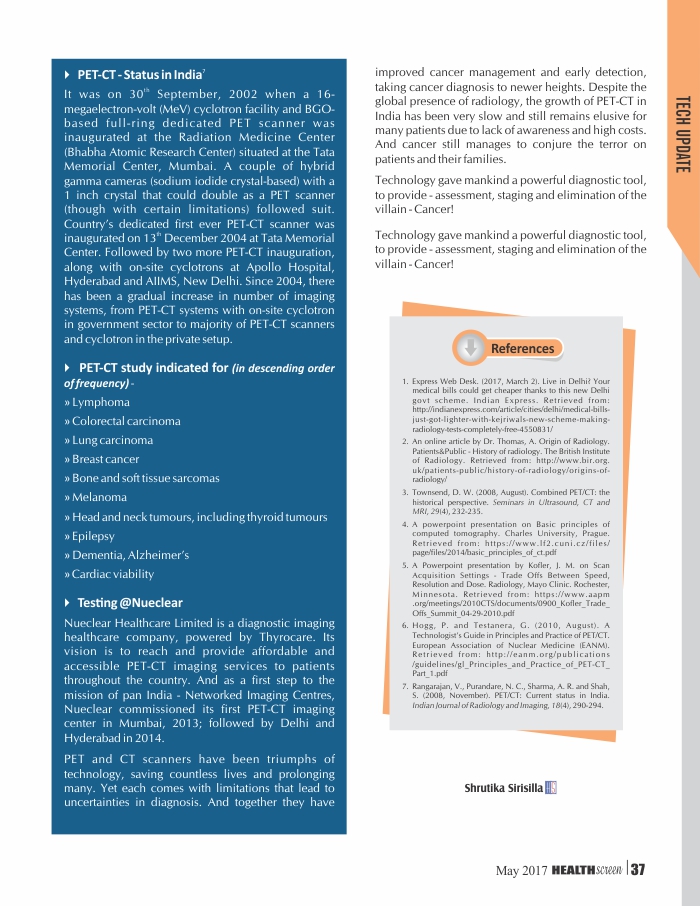 PET-CT - Status in India7
It was on 30th September, 2002 when a 16-
megaelectron-volt (MeV) cyclotron facility and BGO-
based full-ring dedicated PET scanner was
inaugurated at the Radiation Medicine Center
(Bhabha Atomic Research Center) situated at the Tata
Memorial Center, Mumbai. A couple of hybrid
gamma cameras (sodium iodide crystal-based) with a
1 inch crystal that could double as a PET scanner
(though with certain limitations) followed suit.
Country's dedicated first ever PET-CT scanner was
inaugurated on 13th December 2004 at Tata Memorial
Center. Followed by two more PET-CT inauguration,
along with on-site cyclotrons at Apollo Hospital,
Hyderabad and AIIMS, New Delhi. Since 2004, there
has been a gradual increase in number of imaging
systems, from PET-CT systems with on-site cyclotron
in government sector to majority of PET-CT scanners
and cyclotron in the private setup.
PET-CT study indicated for (in descending order
of frequency) -
» Lymphoma
» Colorectal carcinoma
» Lung carcinoma
» Breast cancer
» Bone and soft tissue sarcomas
» Melanoma
» Head and neck tumours, including thyroid tumours
» Epilepsy
» Dementia, Alzheimer's
» Cardiac viability
Testing @Nueclear
Nueclear Healthcare Limited is a diagnostic imaging
healthcare company, powered by Thyrocare. Its
vision is to reach and provide affordable and
accessible PET-CT imaging services to patients
throughout the country. And as a first step to the
mission of pan India - Networked Imaging Centres,
Nueclear commissioned its first PET-CT imaging
center in Mumbai, 2013; followed by Delhi and
Hyderabad in 2014.
PET and CT scanners have been triumphs of
technology, saving countless lives and prolonging
many. Yet each comes with limitations that lead to
uncertainties in diagnosis. And together they have
improved cancer management and early detection,
taking cancer diagnosis to newer heights. Despite the
global presence of radiology, the growth of PET-CT in
India has been very slow and still remains elusive for
many patients due to lack of awareness and high costs.
And cancer still manages to conjure the terror on
patients and their families.
Technology gave mankind a powerful diagnostic tool,
to provide - assessment, staging and elimination of the
villain - Cancer!
Technology gave mankind a powerful diagnostic tool,
to provide - assessment, staging and elimination of the
villain - Cancer!
References
1. Express Web Desk. (2017, March 2). Live in Delhi? Your
medical bills could get cheaper thanks to this new Delhi
govt scheme. Indian Express. Retrieved from:
http://indianexpress.com/article/cities/delhi/medical-bills-
just-got-lighter-with-kejriwals-new-scheme-making-
radiology-tests-completely-free-4550831/
2. An online article by Dr. Thomas, A. Origin of Radiology.
Patients&Public - History of radiology. The British Institute
of Radiology. Retrieved from: http://www.bir.org.
uk/patients-public/history-of-radiology/origins-of-
radiology/
3. Townsend, D. W. (2008, August). Combined PET/CT: the
historical perspective. Seminars in Ultrasound, CT and
MRI, 29(4), 232-235.
4. A powerpoint presentation on Basic principles of
computed tomography. Charles University, Prague.
Retrieved from: https://www.lf2.cuni.cz/files/
page/files/2014/basic_principles_of_ct.pdf
5. A Powerpoint presentation by Kofler, J. M. on Scan
Acquisition Settings - Trade Offs Between Speed,
Resolution and Dose. Radiology, Mayo Clinic. Rochester,
Minnesota. Retrieved from: https://www.aapm
.org/meetings/2010CTS/documents/0900_Kofler_Trade_
Offs_Summit_04-29-2010.pdf
6. Hogg, P. and Testanera, G. (2010, August). A
Technologist's Guide in Principles and Practice of PET/CT.
European Association of Nuclear Medicine (EANM).
Retrieved from: http://eanm.org/publications
/guidelines/gl_Principles_and_Practice_of_PET-CT_
Part_1.pdf
7. Rangarajan, V., Purandare, N. C., Sharma, A. R. and Shah,
S. (2008, November). PET/CT: Current status in India.
Indian Journal of Radiology and Imaging, 18(4), 290-294.
Shrutika Sirisilla
TECH UPDATE
May 2017 HEALTHscreen 37